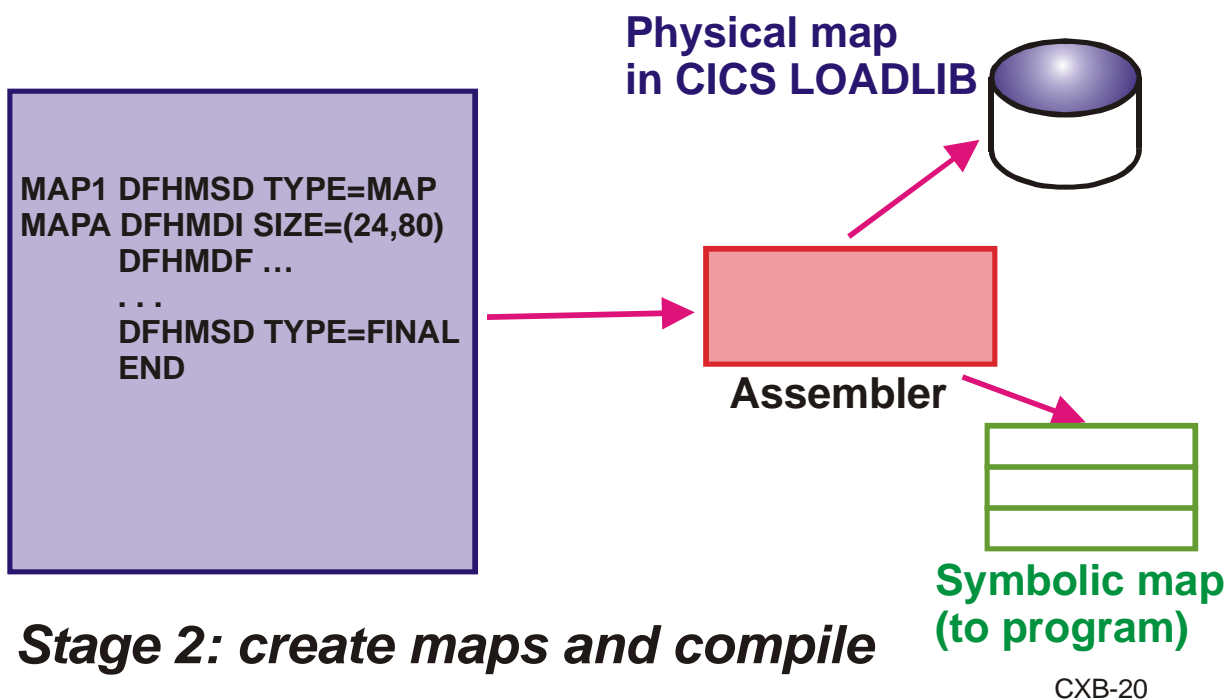 Physical map
in CICS LOADLIB
MAP1 DFHMSD TYPE=MAP
MAPA DFHMDI SIZE=(24,80)
DFHMDF …
. . .
DFHMSD TYPE=FINAL
END
Assembler
Symbolic map
(to program)
Stage 2: create maps and compile
CXB-20